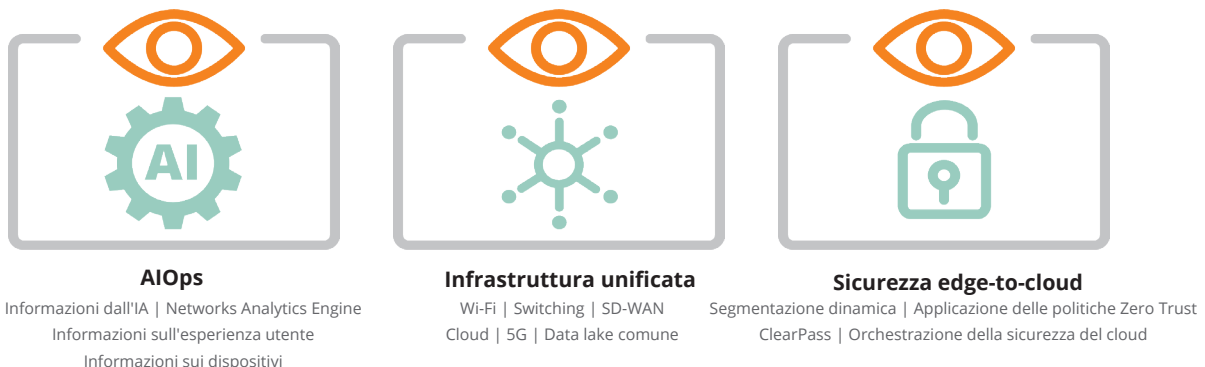 AI
AIOps
Informazioni dall'IA | Networks Analytics Engine
Informazioni sull'esperienza utente
Informazioni sui dispositivi
Infrastruttura unificata
Wi-Fi | Switching | SD-WAN
Cloud | 5G | Data lake comune
Sicurezza edge-to-cloud
Segmentazione dinamica | Applicazione delle politiche Zero Trust
ClearPass | Orchestrazione della sicurezza del cloud